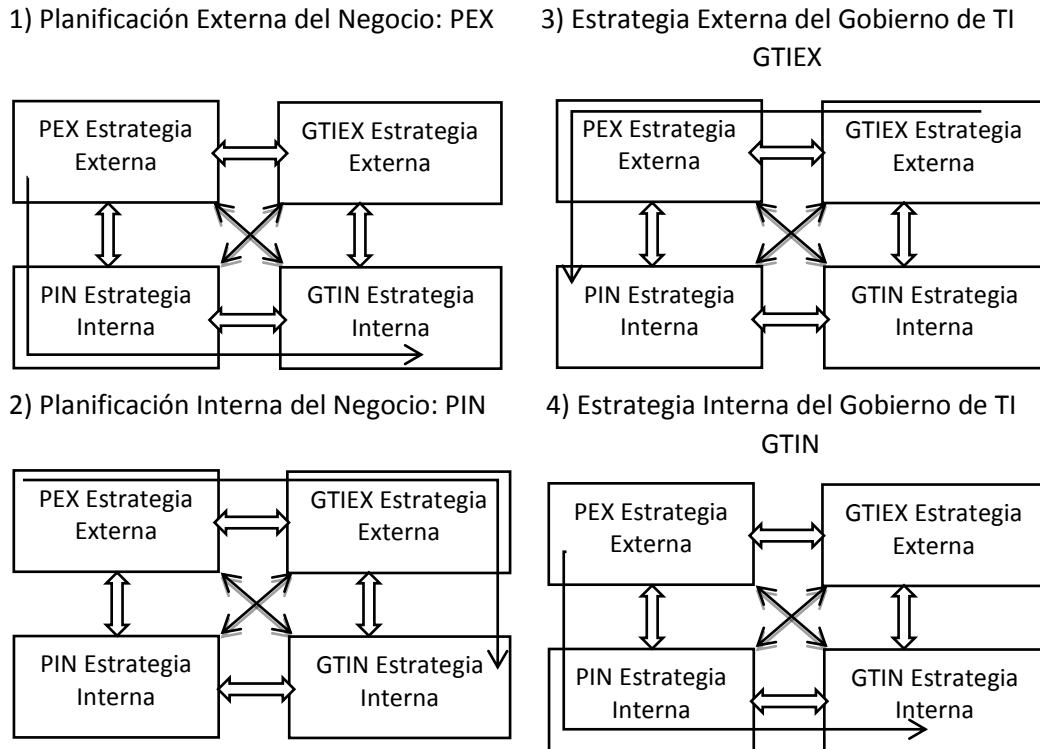 1) Planificación Externa del Negocio: PEX
PEX Estrategia
Externa
GTIEX Estrategia
Externa
PIN Estrategia
Interna
GTIN Estrategia
Interna
2) Planificación Interna del Negocio: PIN
PEX Estrategia
Externa
GTIEX Estrategia
Externa
PIN Estrategia
Interna
GTIN Estrategia
Interna
3) Estrategia Externa del Gobierno de TI
GTIEX
PEX Estrategia
Externa
GTIEX Estrategia
Externa
PIN Estrategia
Interna
GTIN Estrategia
Interna
4) Estrategia Interna del Gobierno de TI
GTIN
PEX Estrategia
Externa
GTIEX Estrategia
Externa
PIN Estrategia
Interna
GTIN Estrategia
Interna